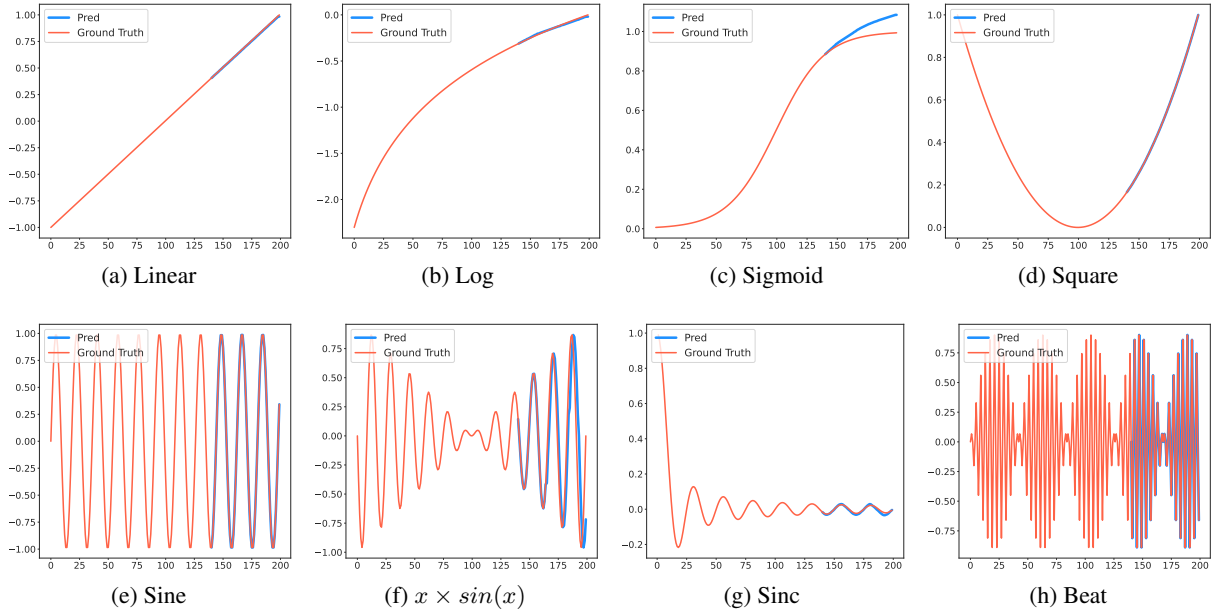 Pred
Ground Truth
1.00
0.75
0.50
0.25
0.00
−0.25
−0.50
−0.75
−1.00
0 25 50 75 100 125 150 175 200
(a) Linear
Pred
Ground Truth
0.0
−0.5
−1.0
−1.5
−2.0
0 25 50 75 100 125 150 175 200
(b) Log
Pred
Ground Truth
1.0
0.8
0.6
0.4
0.2
0.0
0 25 50 75 100 125 150 175 200
(c) Sigmoid
Pred
Ground Truth
1.0
0.8
0.6
0.4
0.2
0.0
0 25 50 75 100 125 150 175 200
(d) Square
Pred
Ground Truth
1.00
0.75
0.50
0.25
0.00
−0.25
−0.50
−0.75
−1.00
0 25 50 75 100 125 150 175 200
(e) Sine
Pred
Ground Truth
0.75
0.50
0.25
0.00
−0.25
−0.50
−0.75
−1.00
0 25 50 75 100 125 150 175 200
(f) x × sin(x)
Pred
Ground Truth
1.0
0.8
0.6
0.4
0.2
0.0
−0.2
0 25 50 75 100 125 150 175 200
(g) Sinc
Pred
Ground Truth
0.75
0.50
0.25
0.00
−0.25
−0.50
−0.75
0 25 50 75 100 125 150 175 200
(h) Beat